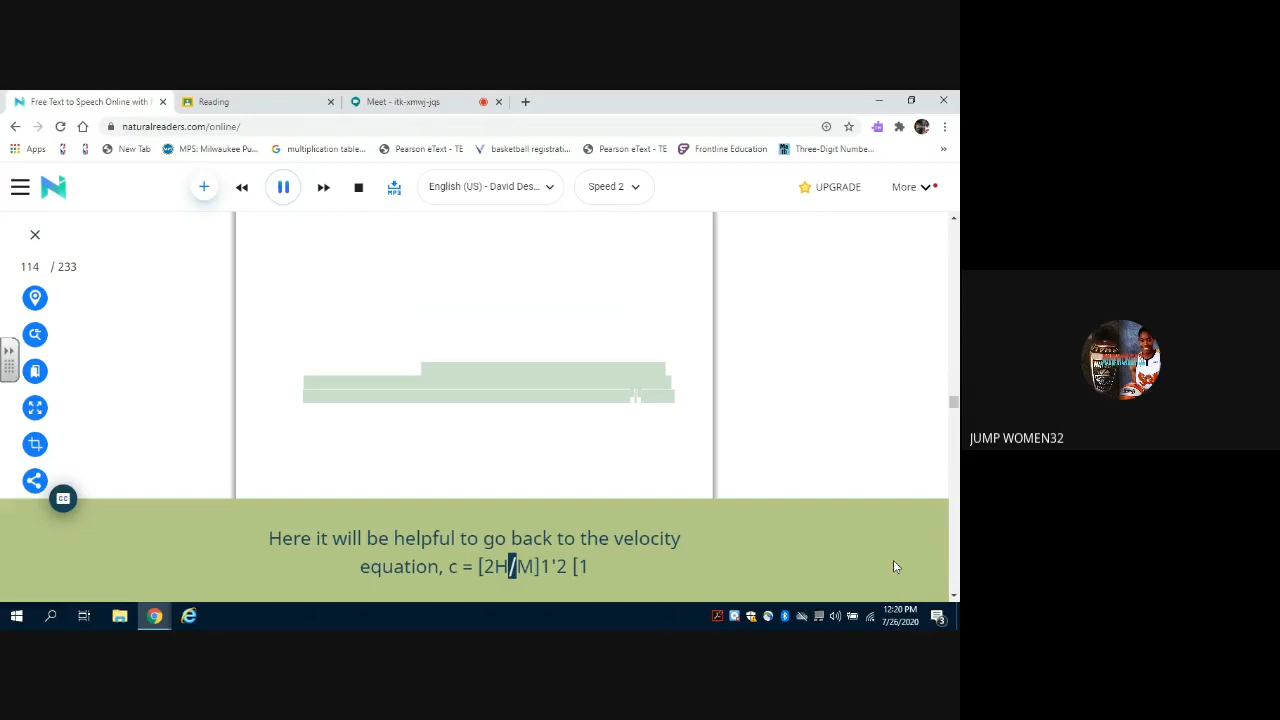 Free Text to Speech Online with
Reading
Meet - itk-xmwj-jqs
naturalreaders.com/online/
Apps
New Tab
MPS: Milwaukee Pu...
multiplication table...
Pearson eText - TE
basketball registrati...
Pearson eText - TE
Frontline Education
Three-Digit Numbe...
MP3
English (US) - David Des...
Speed 2
UPGRADE
More
114 / 233
CC
Here it will be helpful to go back to the velocity
equation, c = [2H/M]1'2 [1
JUMP WOMEN32
12:20 PM
7/26/2020
3